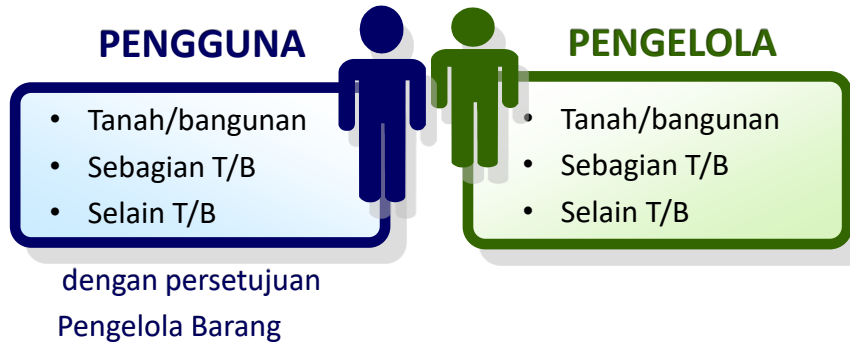 PENGGUNA
• Tanah/bangunan
• Sebagian T/B
• Selain T/B
dengan persetujuan
Pengelola Barang
PENGELOLA
• Tanah/bangunan
• Sebagian T/B
• Selain T/B